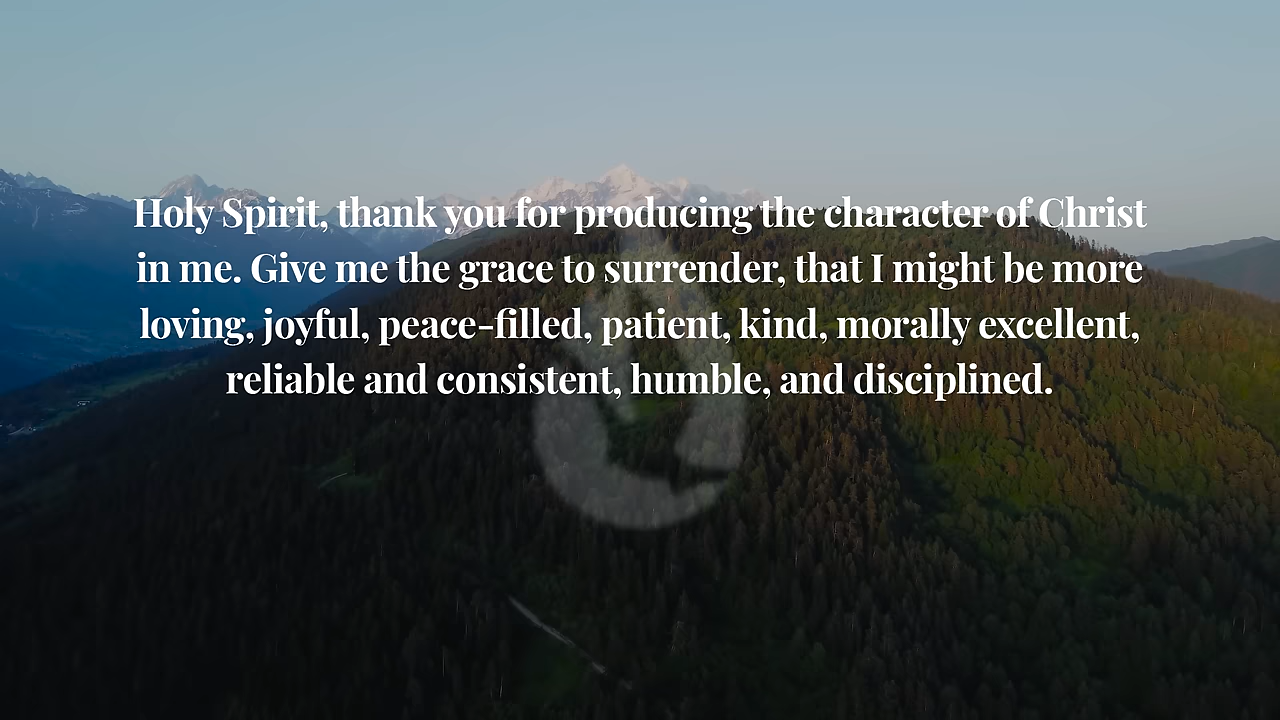 Holy Spirit, thank you for producing the character of Christ
in me. Give me the grace to surrender, that I might be more
loving, joyful, peace-filled, patient, kind, morally excellent,
reliable and consistent, humble, and disciplined.